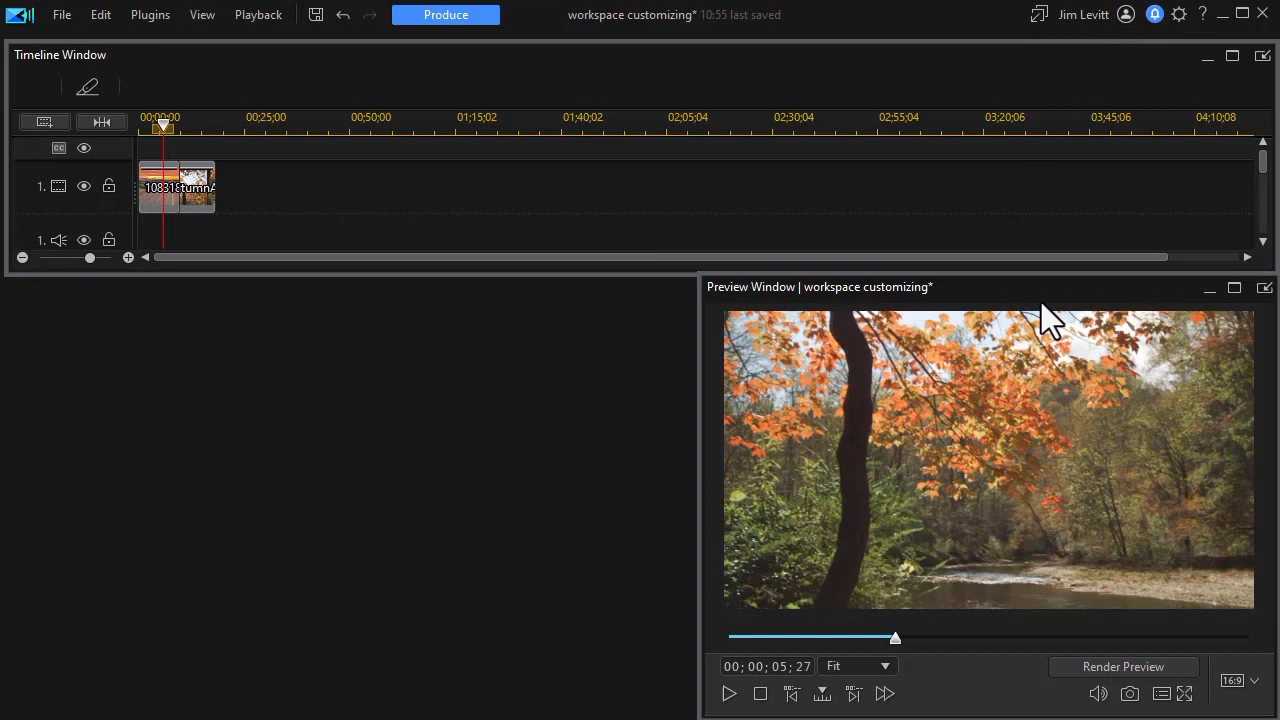 File Edit Plugins View Playback Produce workspace customizing* 10:55 last saved Jim Levitt ?
Timeline Window
00;00;00 00;25;00 00;50;00 01;15;02 01;40;02 02;05;04 02;30;04 02;55;04 03;20;06 03;45;06 04;10;08
CC
1.
tumnA
1.
Preview Window | workspace customizing*
00; 00; 05; 27 Fit Render Preview
16:9